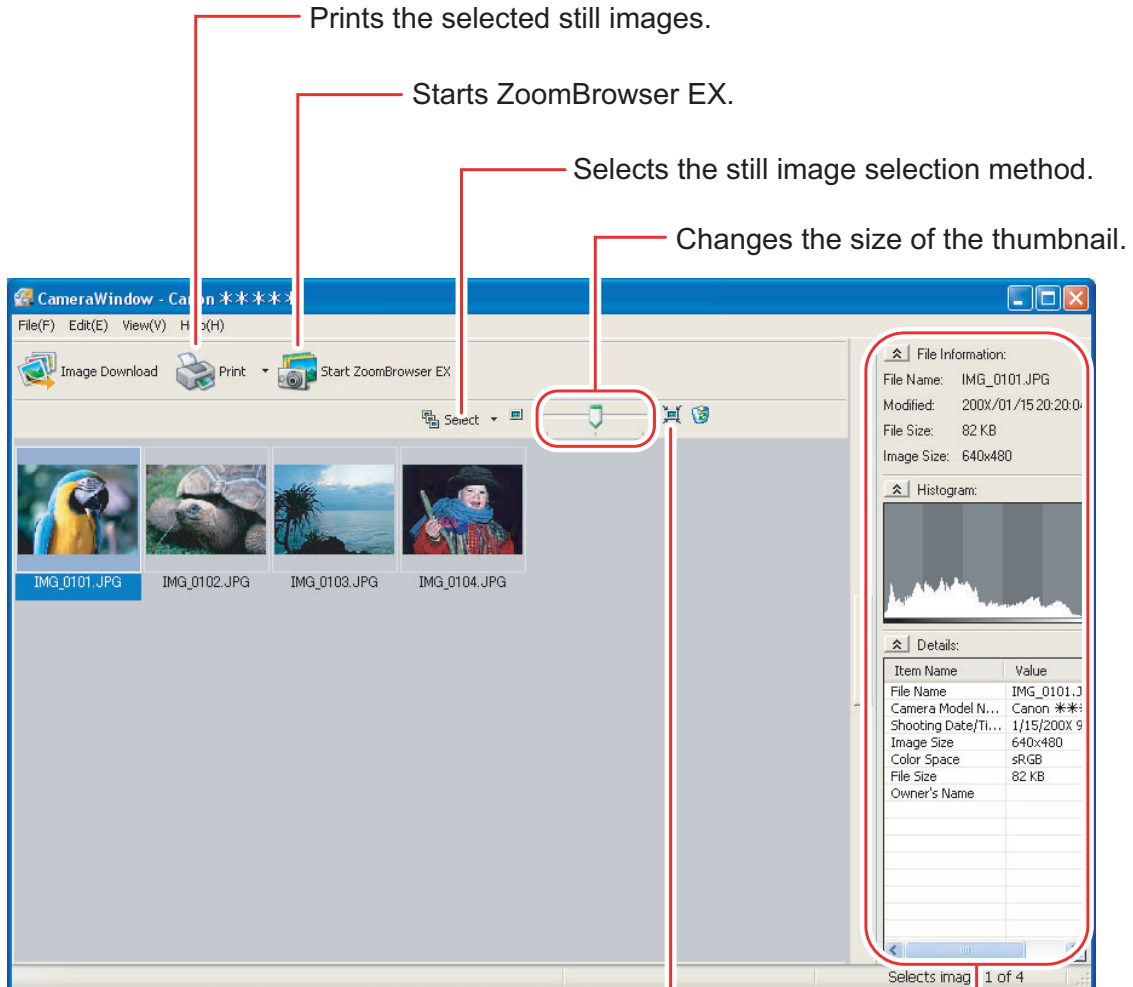 Prints the selected still images.
Starts ZoomBrowser EX.
Selects the still image selection method.
Changes the size of the thumbnail.
CameraWindow - Canon ＊＊＊＊＊
File(F) Edit(E) View(V) Help(H)
Image Download Print Start ZoomBrowser EX
Select
IMG_0101.JPG IMG_0102.JPG IMG_0103.JPG IMG_0104.JPG
File Information:
File Name: IMG_0101.JPG
Modified: 200X/01/15 20:20:04
File Size: 82 KB
Image Size: 640x480
Histogram:
Details:
Item Name Value
File Name IMG_0101.J
Camera Model N... Canon ＊＊＊
Shooting Date/Ti... 1/15/200X 9
Image Size 640x480
Color Space sRGB
File Size 82 KB
Owner's Name
Selects imag 1 of 4